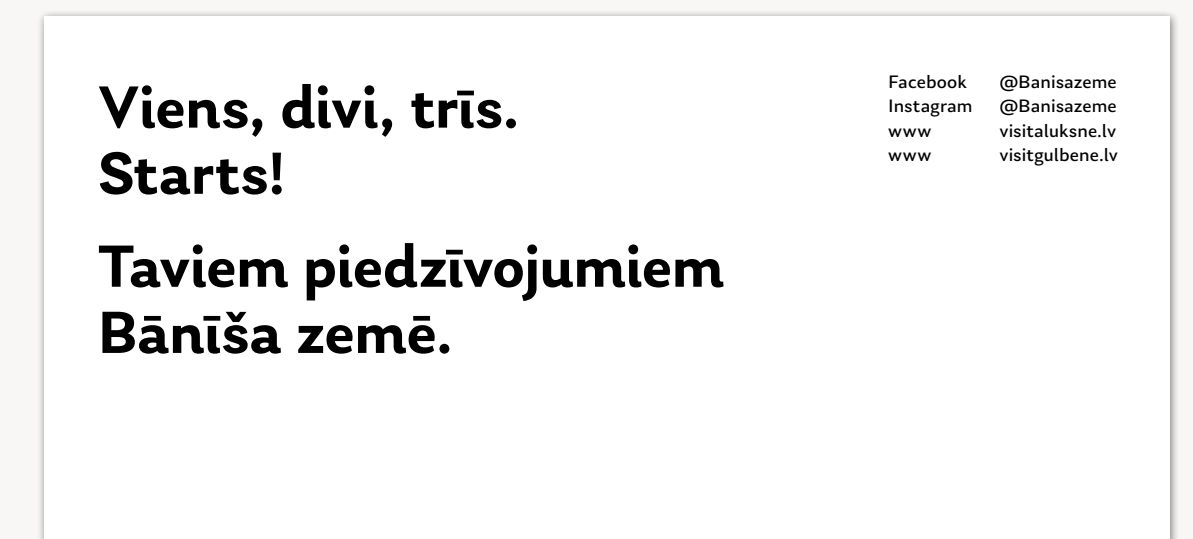 Viens, divi, trīs.
Starts!
Taviem piedzīvojumiem
Bānīša zemē.
Facebook @Banisazeme
Instagram @Banisazeme
www visitaluksne.lv
www visitgulbene.lv